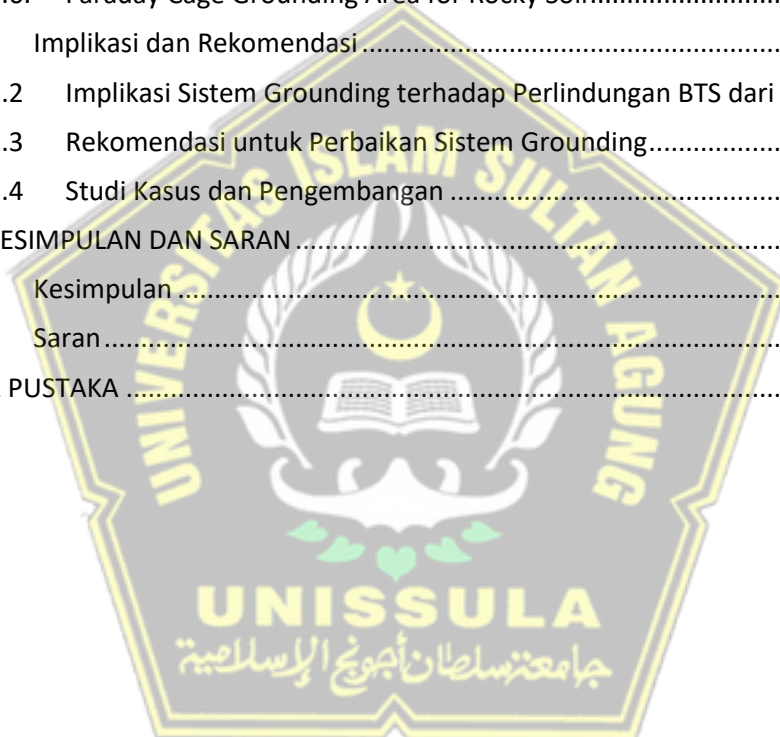 Faraday Cage Grounding Area for Rocky Soil....................
Implikasi dan Rekomendasi....................
.2 Implikasi Sistem Grounding terhadap Perlindungan BTS dari
.3 Rekomendasi untuk Perbaikan Sistem Grounding....................
.4 Studi Kasus dan Pengembangan ....................
ESIMPULAN DAN SARAN ....................
Kesimpulan ....................
Saran ....................
PUSTAKA ....................
UNIVERSITAS ISLAM SULTAN AGUNG
UNISSULA
جامعة سلطان أجونج الإسلامية